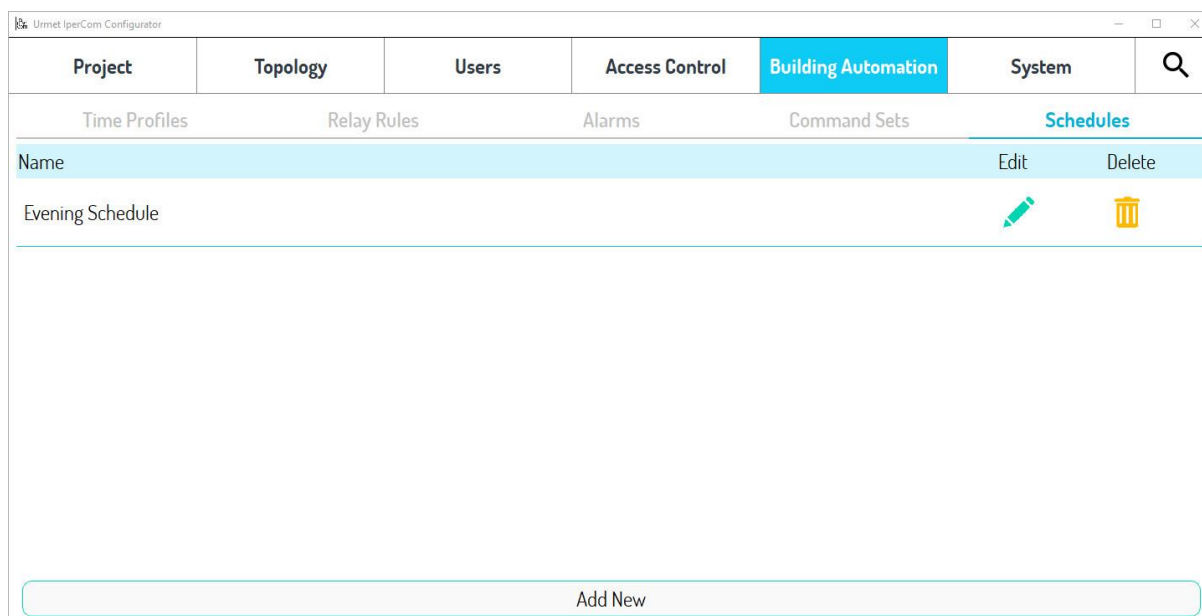 Urmet IperCom Configurator
Project Topology Users Access Control Building Automation System
Time Profiles Relay Rules Alarms Command Sets Schedules
Name Edit Delete
Evening Schedule
Add New